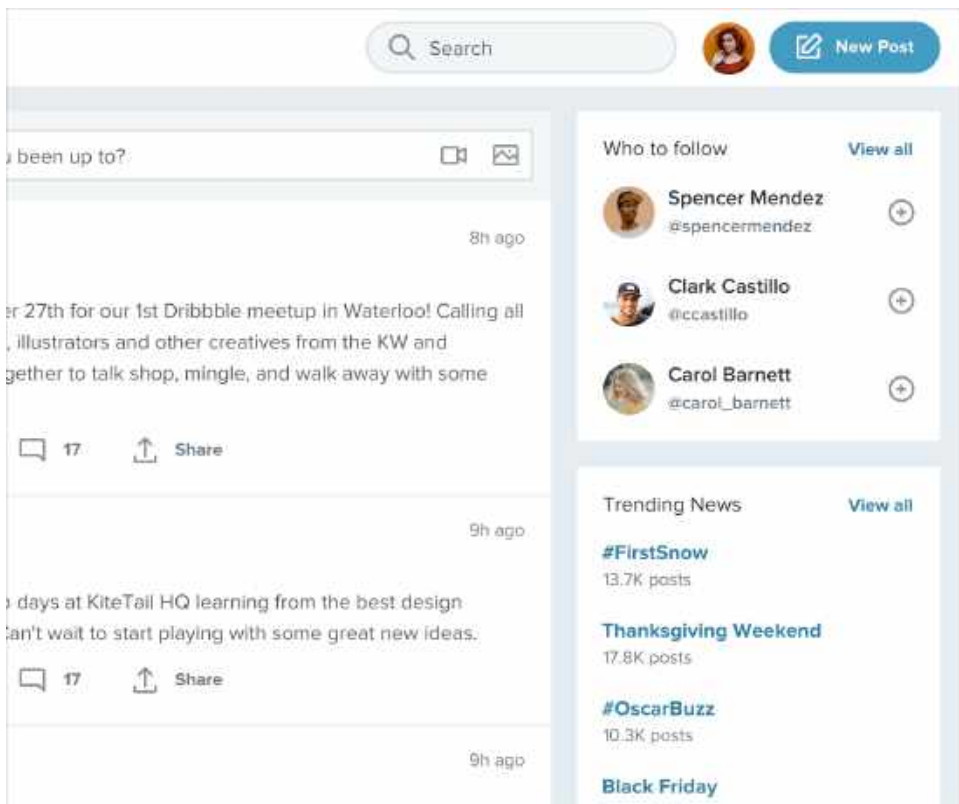 Search
New Post
been up to?
8h ago
27th for our 1st Dribbble meetup in Waterloo! Calling all
, illustrators and other creatives from the KW and
gether to talk shop, mingle, and walk away with some
17 Share
9h ago
days at KiteTail HQ learning from the best design
an't wait to start playing with some great new ideas.
17 Share
9h ago
Who to follow View all
Spencer Mendez
@spencermendez
Clark Castillo
@ccastillo
Carol Barnett
@carol_barnett
Trending News View all
#FirstSnow
13.7K posts
Thanksgiving Weekend
17.8K posts
#OscarBuzz
10.3K posts
Black Friday